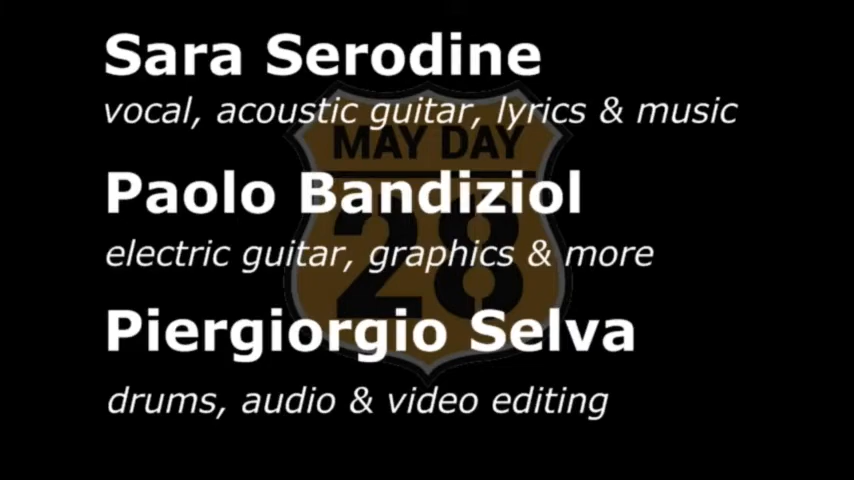 Sara Serodine
vocal, acoustic guitar, lyrics & music
MAY DAY
Paolo Bandiziol
28
electric guitar, graphics & more
Piergiorgio Selva
drums, audio & video editing